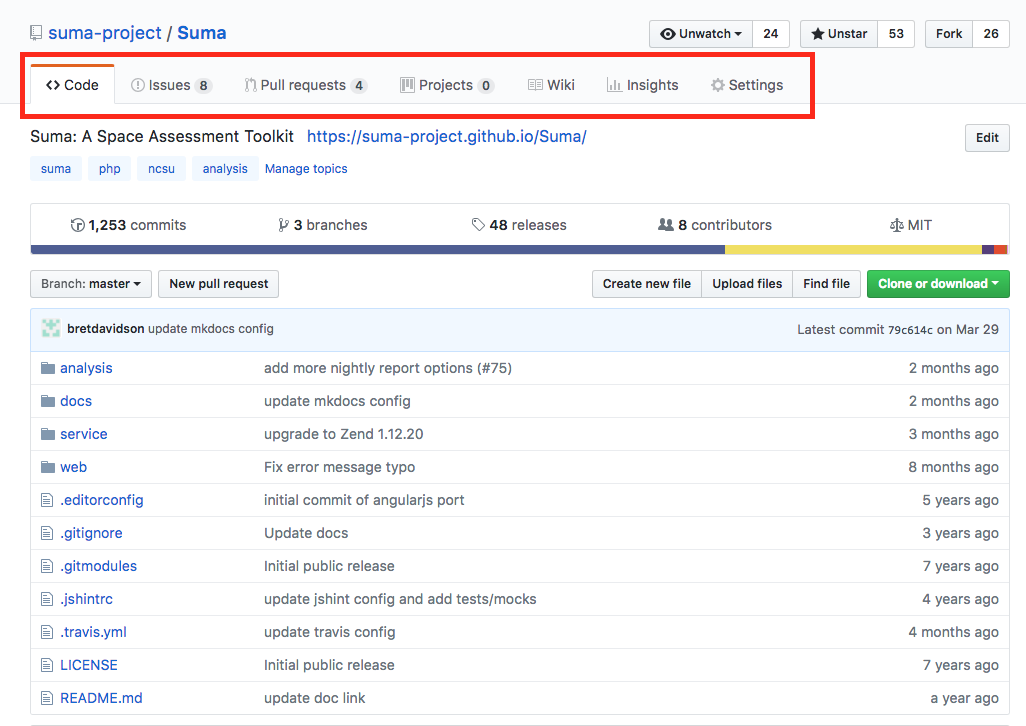 suma-project / Suma Unwatch 24 Unstar 53 Fork 26
Code Issues 8 Pull requests 4 Projects 0 Wiki Insights Settings
Suma: A Space Assessment Toolkit https://suma-project.github.io/Suma/ Edit
suma php ncsu analysis Manage topics
1,253 commits 3 branches 48 releases 8 contributors MIT
Branch: master New pull request Create new file Upload files Find file Clone or download
bretdavidson update mkdocs config Latest commit 79c614c on Mar 29
analysis add more nightly report options (#75) 2 months ago
docs update mkdocs config 2 months ago
service upgrade to Zend 1.12.20 3 months ago
web Fix error message typo 8 months ago
.editorconfig initial commit of angularjs port 5 years ago
.gitignore Update docs 3 years ago
.gitmodules Initial public release 7 years ago
.jshintrc update jshint config and add tests/mocks 4 years ago
.travis.yml update travis config 4 months ago
LICENSE Initial public release 7 years ago
README.md update doc link a year ago